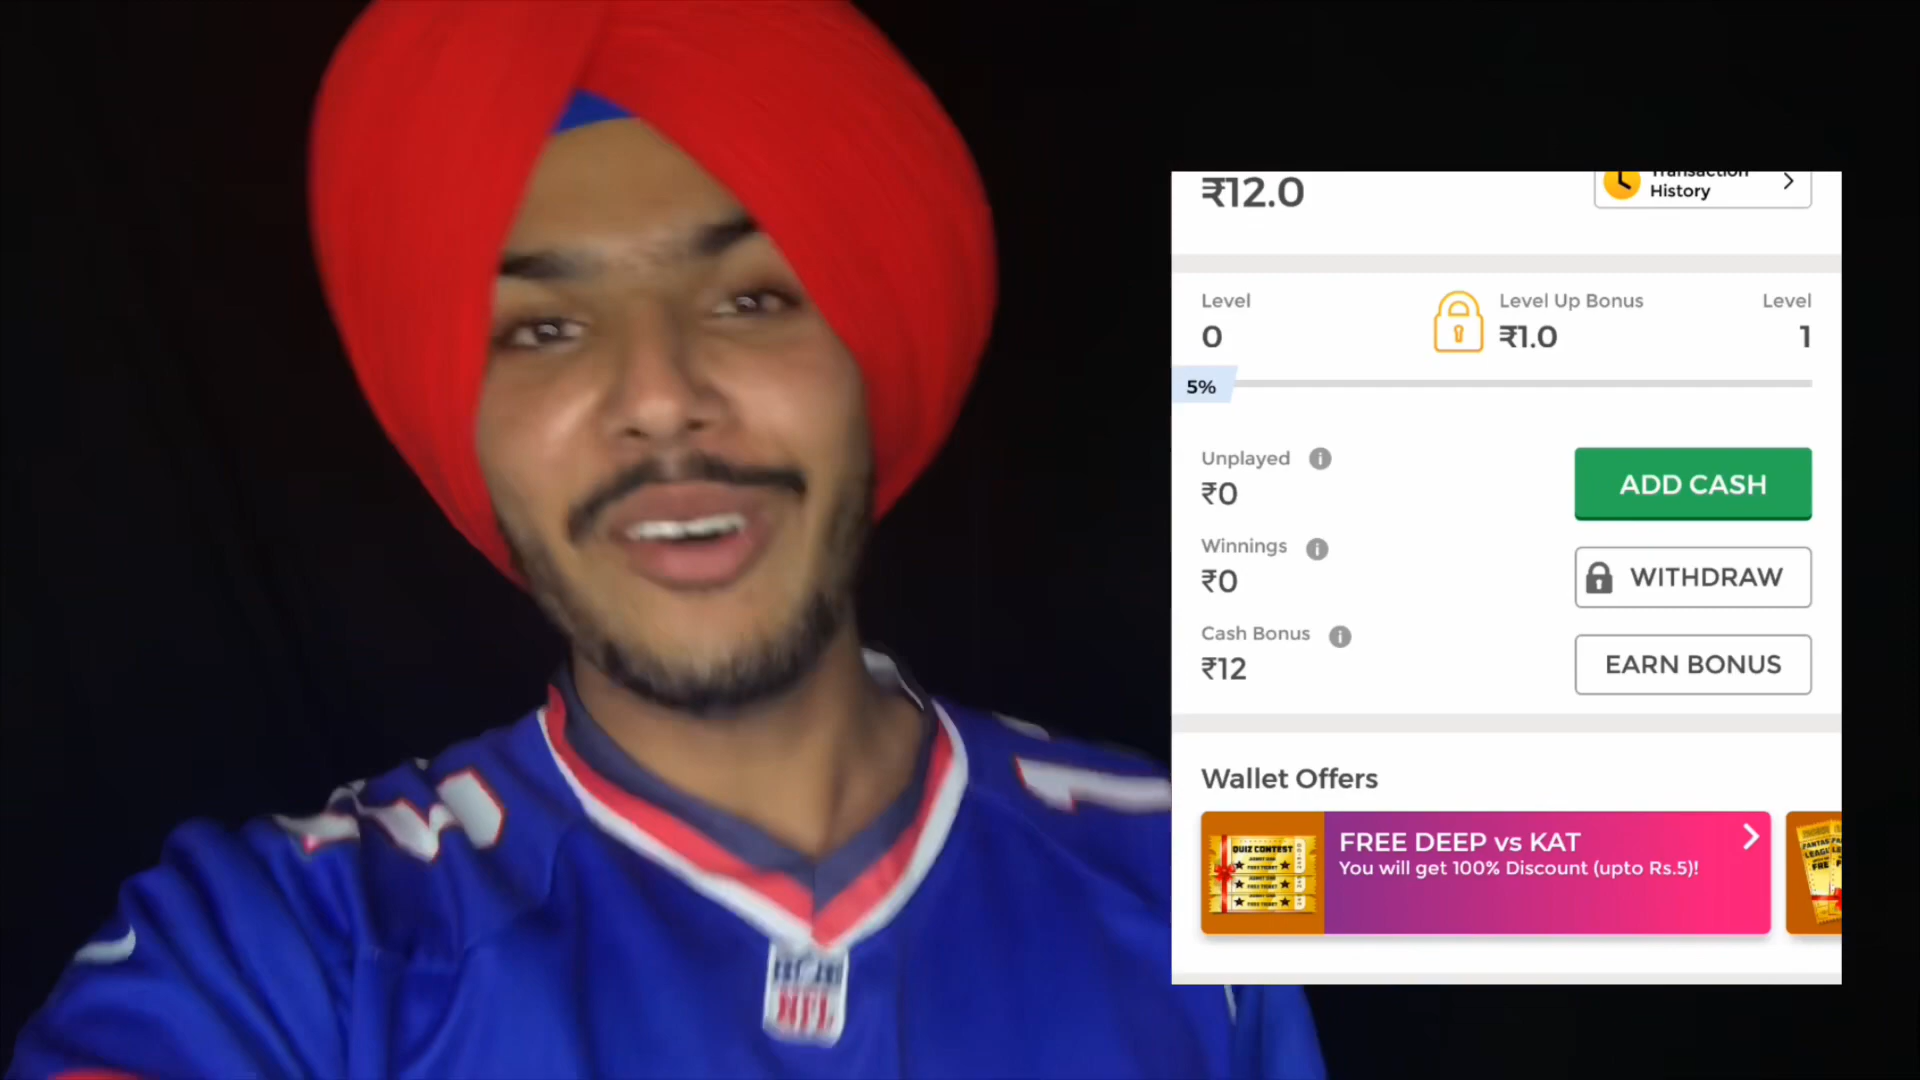 ₹12.0
Transaction
History
Level
0
Level Up Bonus
₹1.0
Level
1
5%
Unplayed
₹0
ADD CASH
Winnings
₹0
WITHDRAW
Cash Bonus
₹12
EARN BONUS
Wallet Offers
QUIZ CONTEST
FREE DEEP vs KAT
You will get 100% Discount (upto Rs.5)!
NFL